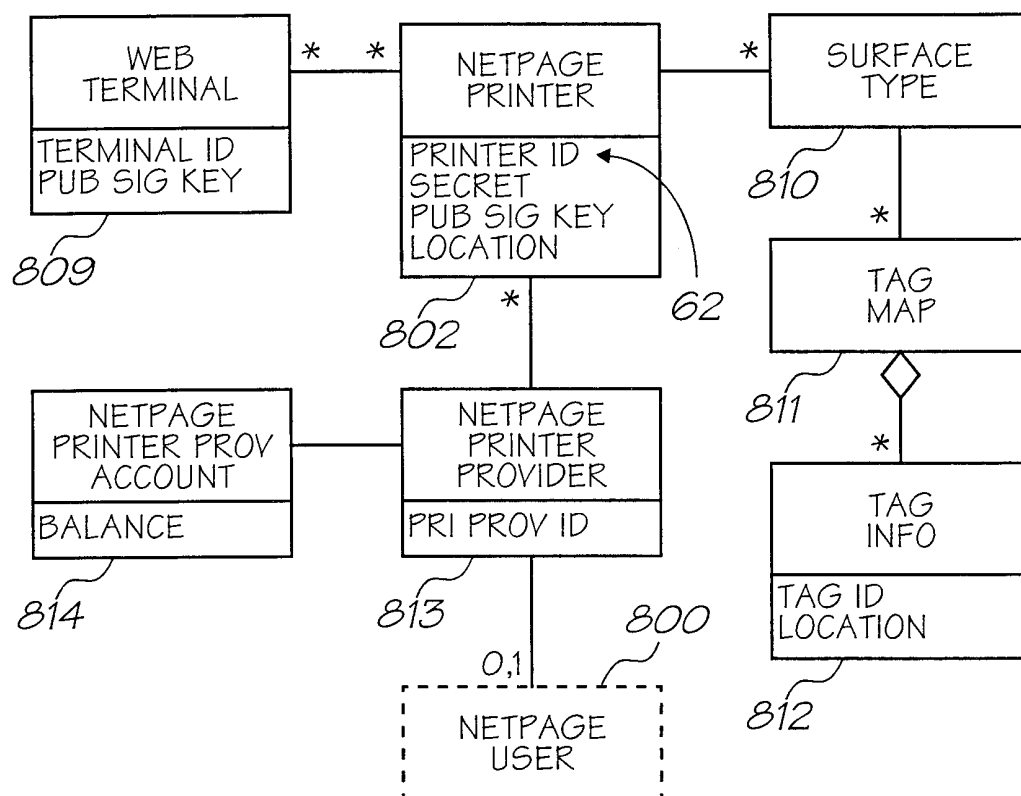 WEB
TERMINAL
TERMINAL ID
PUB SIG KEY
809
* *
NETPAGE
PRINTER
PRINTER ID
SECRET
PUB SIG KEY
LOCATION
802
*
62
*
SURFACE
TYPE
810
*
TAG
MAP
811
*
TAG
INFO
TAG ID
LOCATION
812
NETPAGE
PRINTER PROV
ACCOUNT
BALANCE
814
NETPAGE
PRINTER
PROVIDER
PRI PROV ID
813
0,1
800
NETPAGE
USER